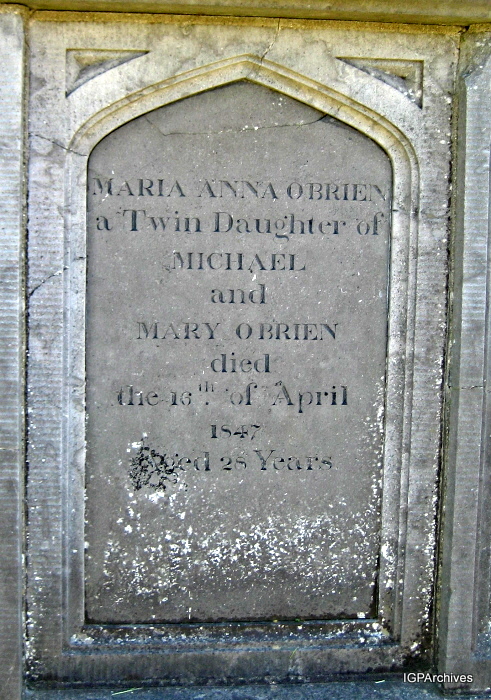 MARIA ANNA OBRIEN
a Twin Daughter of
MICHAEL
and
MARY OBRIEN
died
the 16th. of April
1847
Aged 28 Years
IGPArchives